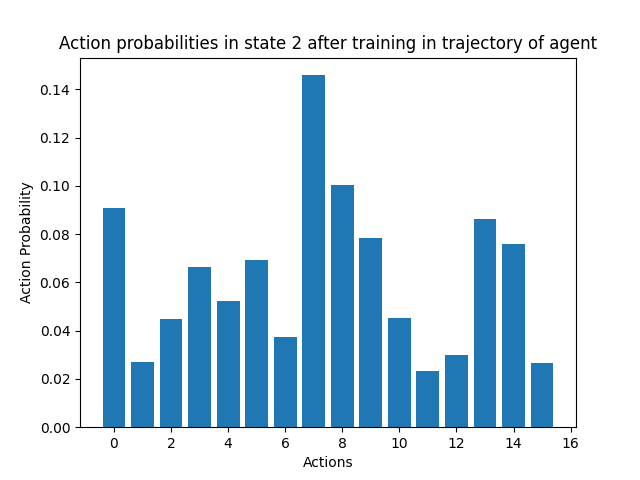 Action probabilities in state 2 after training in trajectory of agent
0.14
0.12
0.10
0.08
0.06
0.04
0.02
0.00
Action Probability
0 2 4 6 8 10 12 14 16
Actions